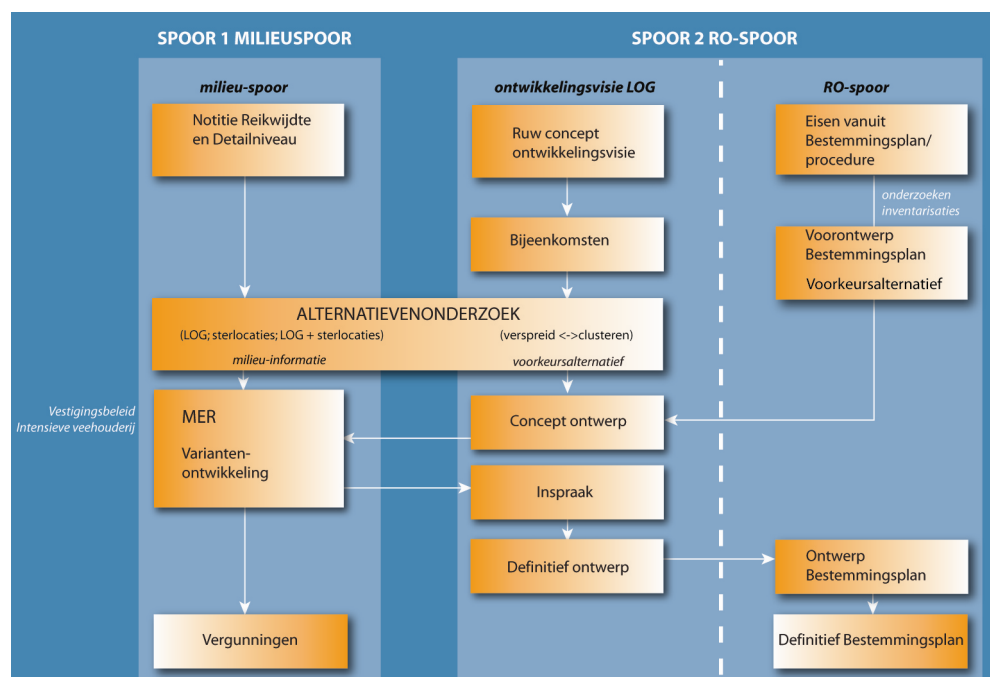 SPOOR 1 MILIEUSPOOR
SPOOR 2 RO-SPOOR
milieu-spoor
ontwikkelingsvisie LOG
RO-spoor
Notitie Reikwijdte
en Detailniveau
Ruw concept
ontwikkelingsvisie
Eisen vanuit
Bestemmingsplan/
procedure
onderzoeken
inventarisaties
Bijeenkomsten
Voorontwerp
Bestemmingsplan
Voorkeursalternatief
ALTERNATIEVENONDERZOEK
(LOG; sterlocaties; LOG + sterlocaties)
(verspreid <->clusteren)
milieu-informatie
voorkeursalternatief
Vestigingsbeleid
Intensieve veehouderij
MER
Varianten-
ontwikkeling
Concept ontwerp
Inspraak
Definitief ontwerp
Ontwerp
Bestemmingsplan
Vergunningen
Definitief Bestemmingsplan